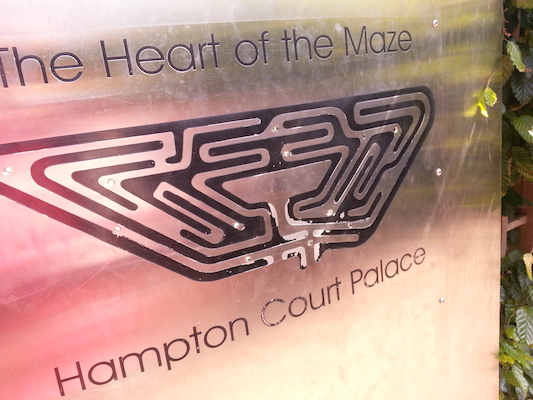 The Heart of the Maze
Hampton Court Palace